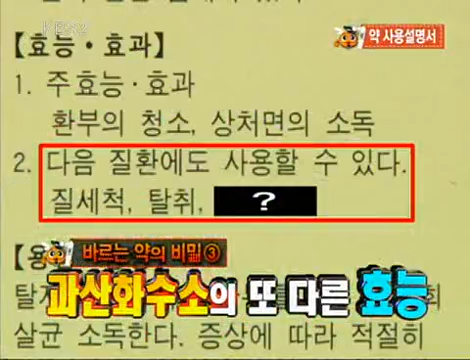 약 사용설명서
【효능·효과】
1. 주효능·효과
환부의 청소, 상처면의 소독
2. 다음 질환에도 사용할 수 있다.
질세척, 탈취, ?
【용
바르는 약의 비밀③
과산화수소의 또 다른 효능
살균 소독한다. 증상에 따라 적절히